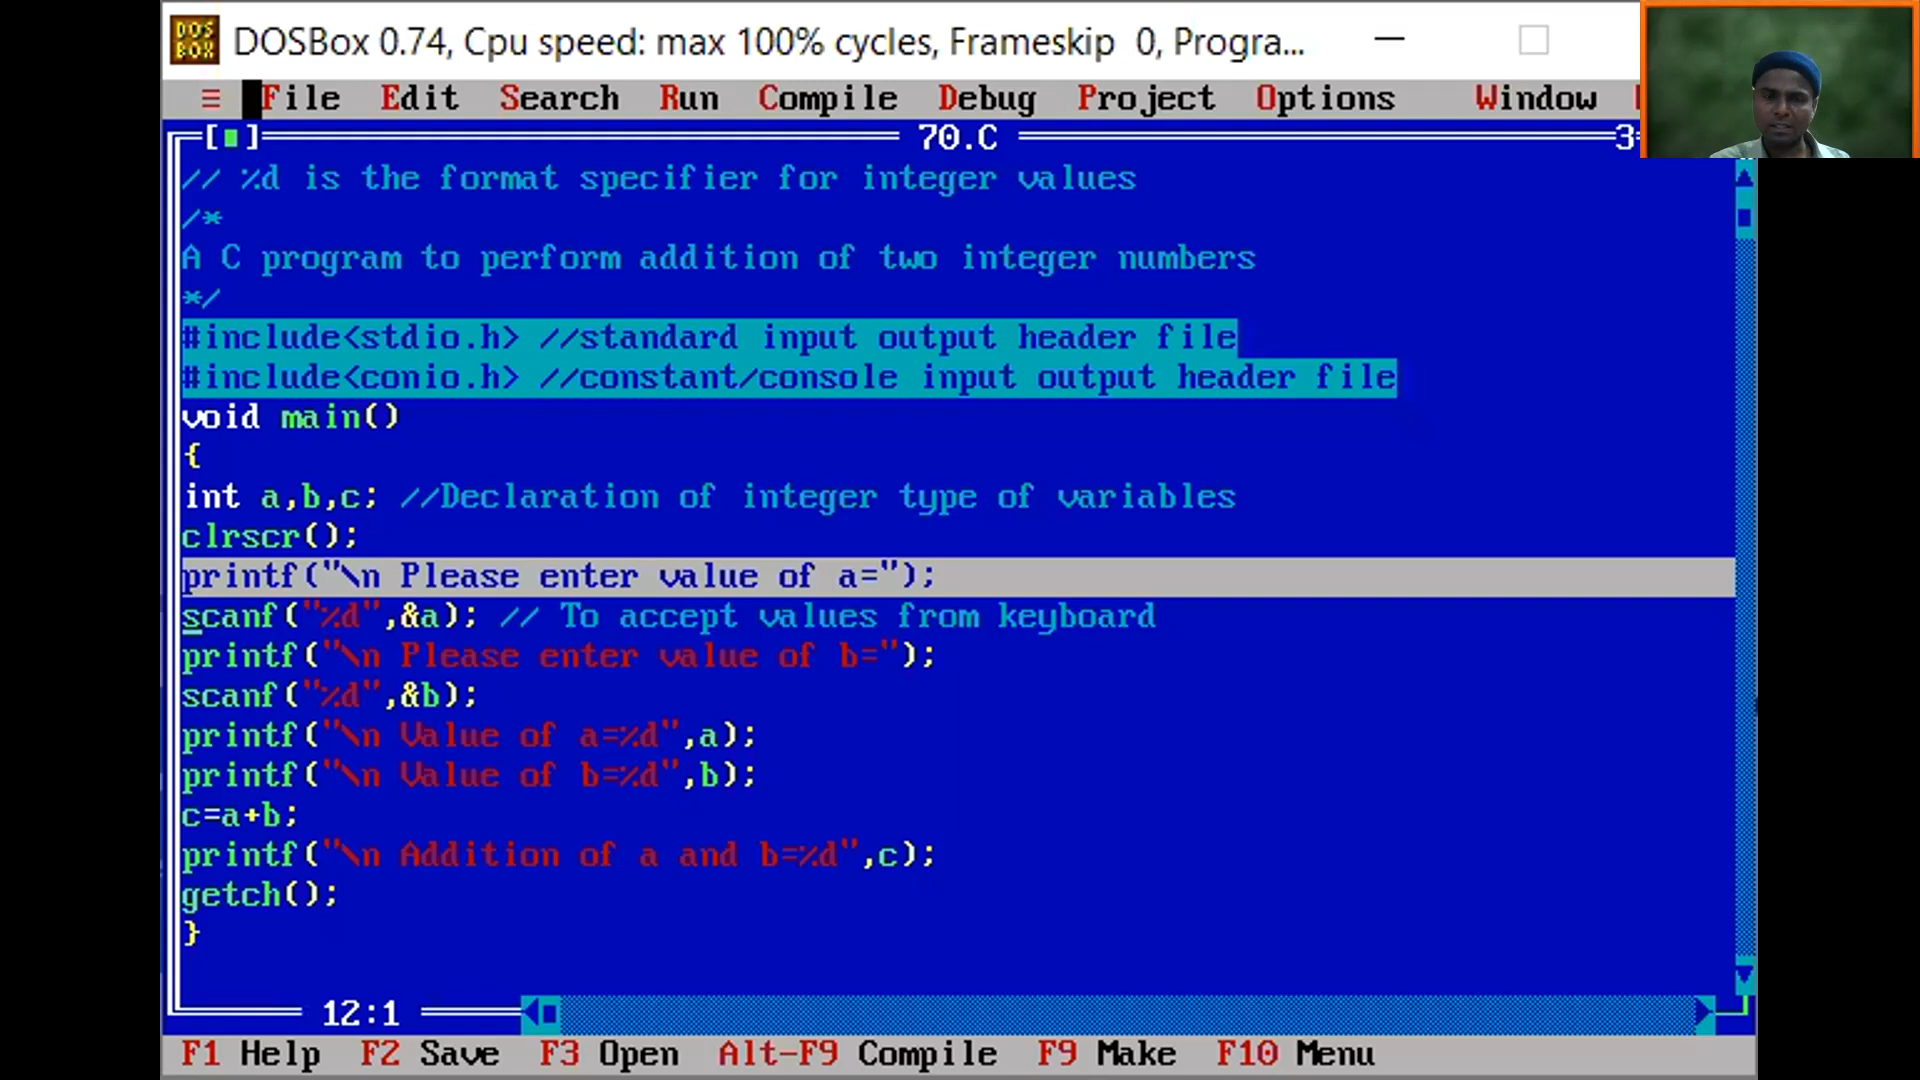 DOS
BOX
DOSBox 0.74, Cpu speed: max 100% cycles, Frameskip 0, Progra...
≡ File Edit Search Run Compile Debug Project Options Window
[■] 70.C 3
// %d is the format specifier for integer values
/*
A C program to perform addition of two integer numbers
*/
#include<stdio.h> //standard input output header file
#include<conio.h> //constant/console input output header file
void main()
{
int a,b,c; //Declaration of integer type of variables
clrscr();
printf("\n Please enter value of a=");
scanf("%d",&a); // To accept values from keyboard
printf("\n Please enter value of b=");
scanf("%d",&b);
printf("\n Value of a=%d",a);
printf("\n Value of b=%d",b);
c=a+b;
printf("\n Addition of a and b=%d",c);
getch();
}
12:1
F1 Help F2 Save F3 Open Alt-F9 Compile F9 Make F10 Menu